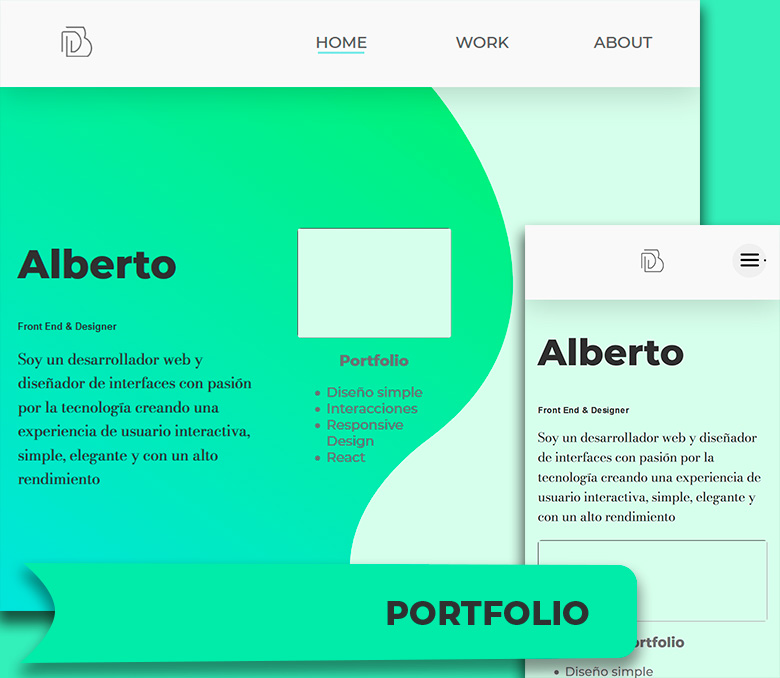 HOME WORK ABOUT
Alberto
Front End & Designer
Soy un desarrollador web y
diseñador de interfaces con pasión
por la tecnología creando una
experiencia de usuario interactiva,
simple, elegante y con un alto
rendimiento
Portfolio
Diseño simple
Interacciones
Responsive
Design
React
Alberto
Front End & Designer
Soy un desarrollador web y diseñador
de interfaces con pasión por la
tecnología creando una experiencia de
usuario interactiva, simple, elegante y
con un alto rendimiento
rtfolio
Diseño simple
PORTFOLIO